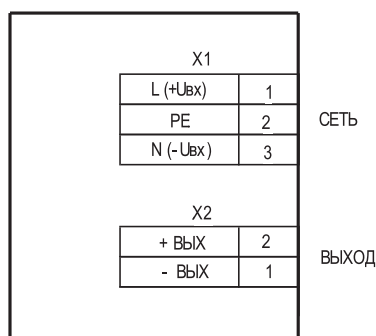 X1
L (+Uвх) 1
PE 2 СЕТЬ
N (-Uвх) 3
X2
+ ВЫХ 2
- ВЫХ 1 ВЫХОД